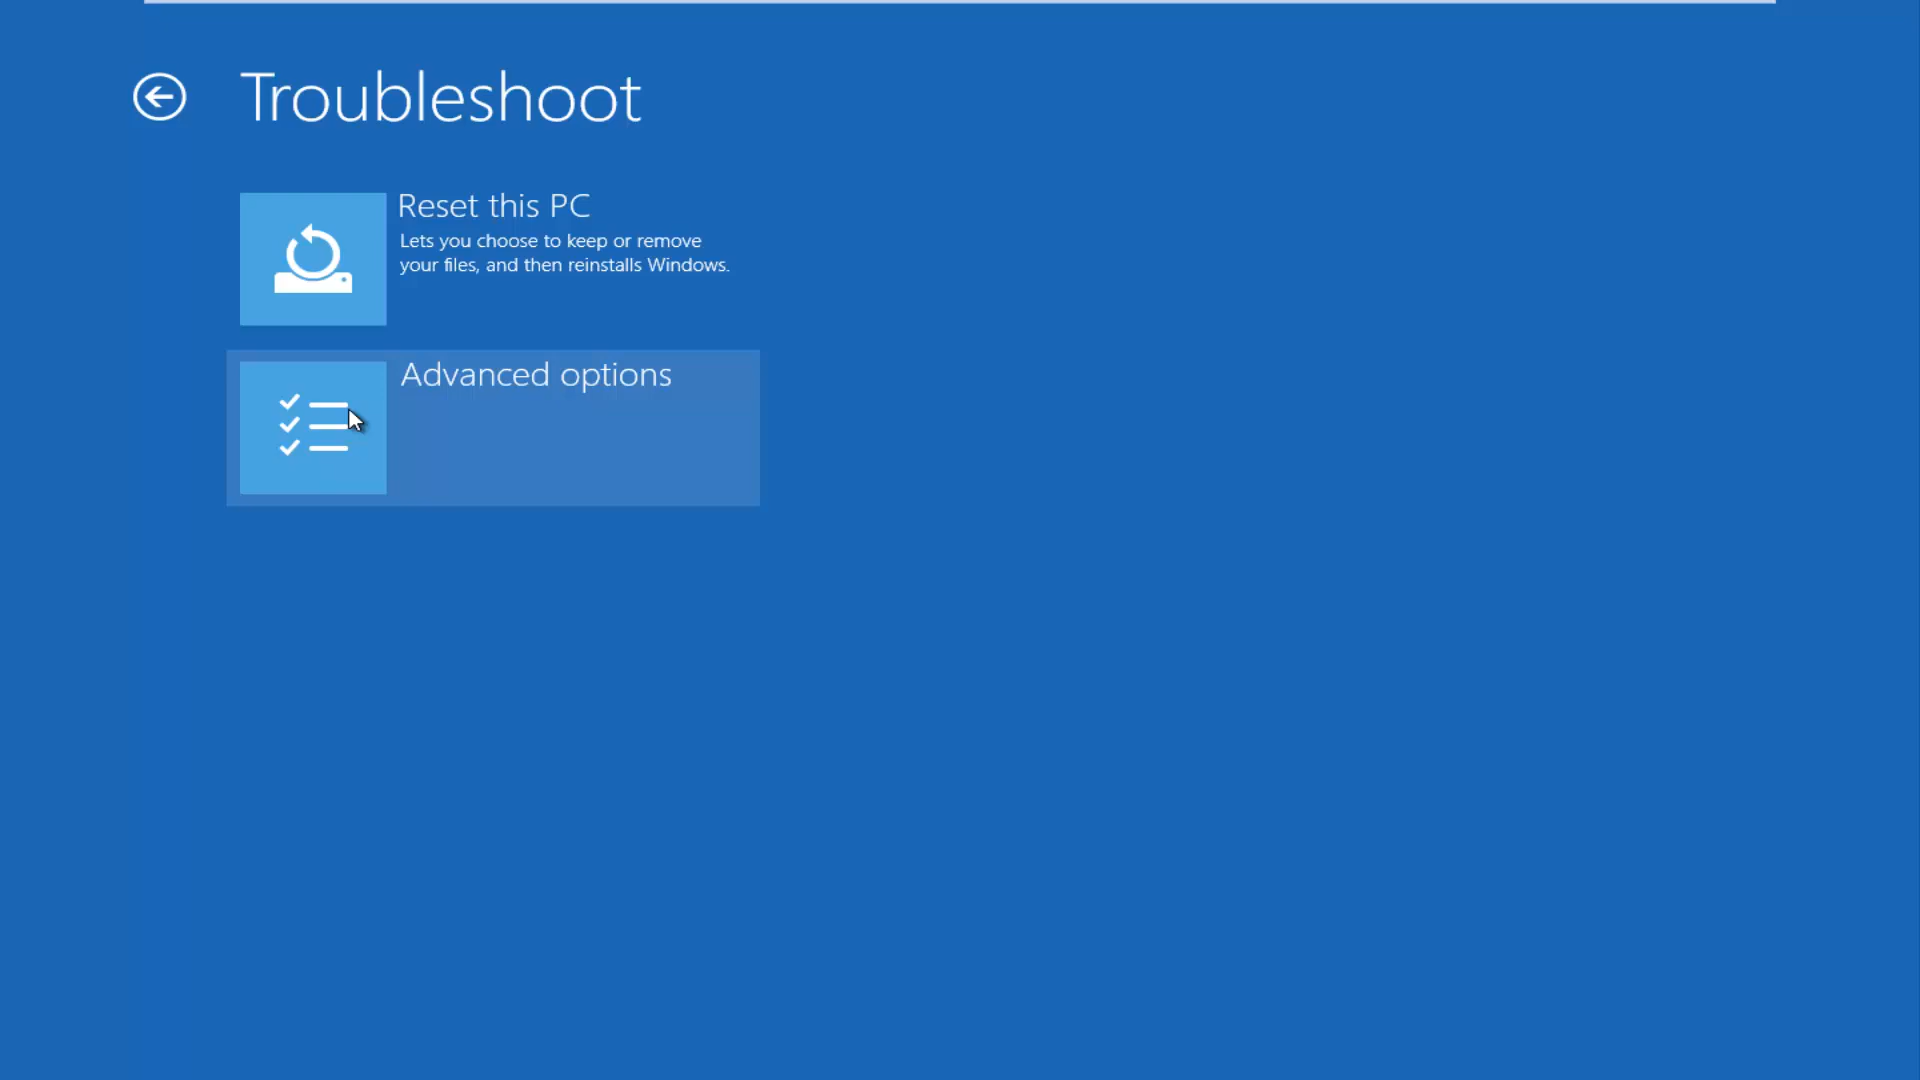 Troubleshoot
Reset this PC
Lets you choose to keep or remove
your files, and then reinstalls Windows.
Advanced options